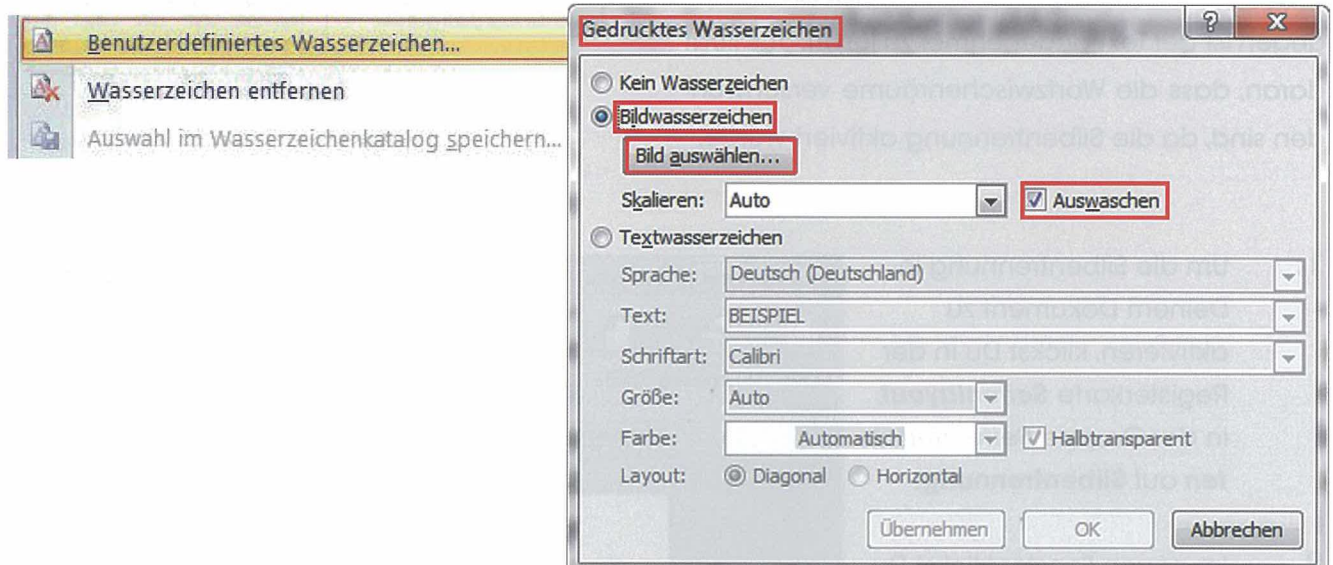 Benutzerdefiniertes Wasserzeichen...
Wasserzeichen entfernen
Auswahl im Wasserzeichenkatalog speichern...
Gedrucktes Wasserzeichen
Kein Wasserzeichen
Bildwasserzeichen
Bild auswählen...
Skalieren: Auto Auswaschen
Textwasserzeichen
Sprache: Deutsch (Deutschland)
Text: BEISPIEL
Schriftart: Calibri
Größe: Auto
Farbe: Automatisch Halbtransparent
Layout: Diagonal Horizontal
Übernehmen OK Abbrechen